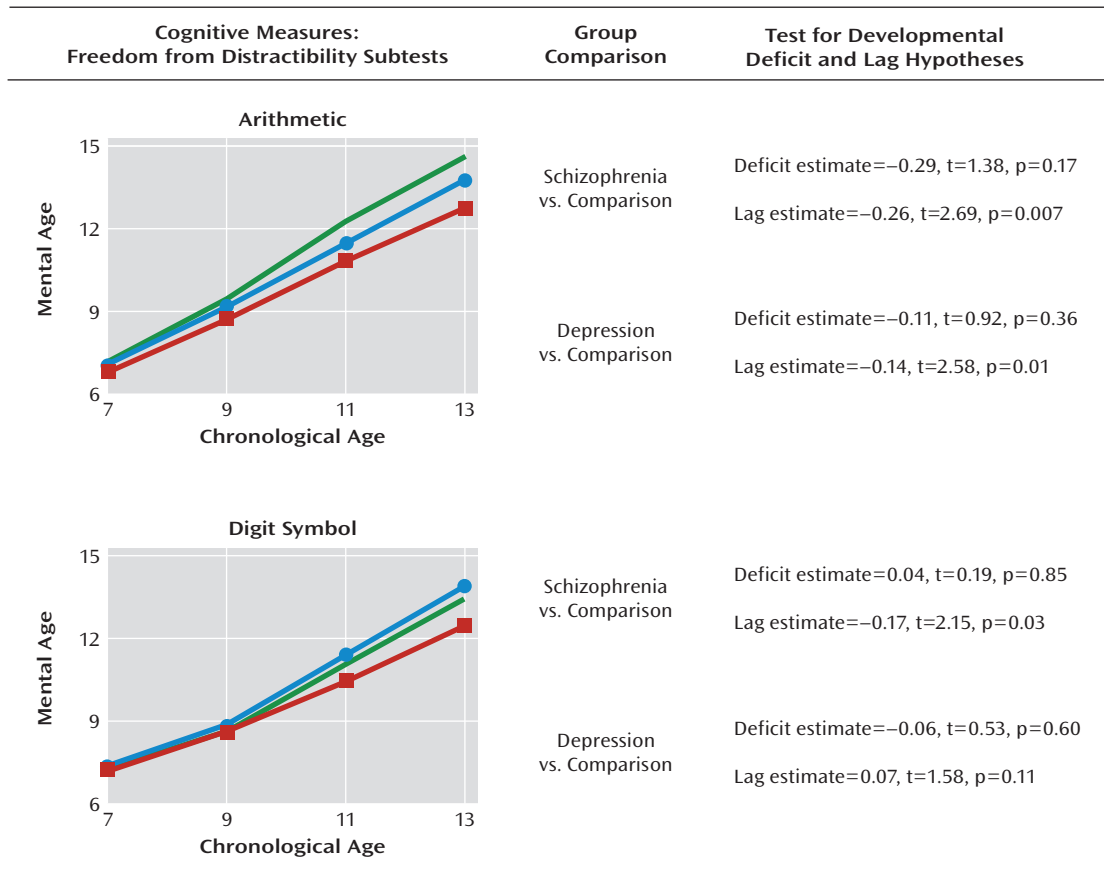 Cognitive Measures:
Freedom from Distractibility Subtests
Group
Comparison
Test for Developmental
Deficit and Lag Hypotheses
Arithmetic
15
12
9
6
Mental Age
7 9 11 13
Chronological Age
Schizophrenia
vs. Comparison
Deficit estimate=−0.29, t=1.38, p=0.17
Lag estimate=−0.26, t=2.69, p=0.007
Depression
vs. Comparison
Deficit estimate=−0.11, t=0.92, p=0.36
Lag estimate=−0.14, t=2.58, p=0.01
Digit Symbol
15
12
9
6
Mental Age
7 9 11 13
Chronological Age
Schizophrenia
vs. Comparison
Deficit estimate=0.04, t=0.19, p=0.85
Lag estimate=−0.17, t=2.15, p=0.03
Depression
vs. Comparison
Deficit estimate=−0.06, t=0.53, p=0.60
Lag estimate=0.07, t=1.58, p=0.11